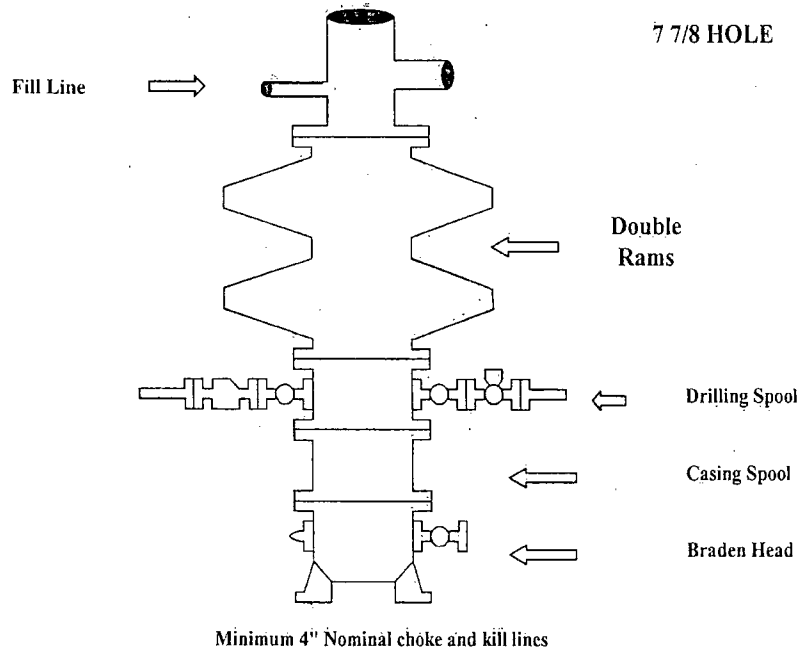 7 7/8 HOLE
Fill Line
Double
Rams
Drilling Spool
Casing Spool
Braden Head
Minimum 4" Nominal choke and kill lines